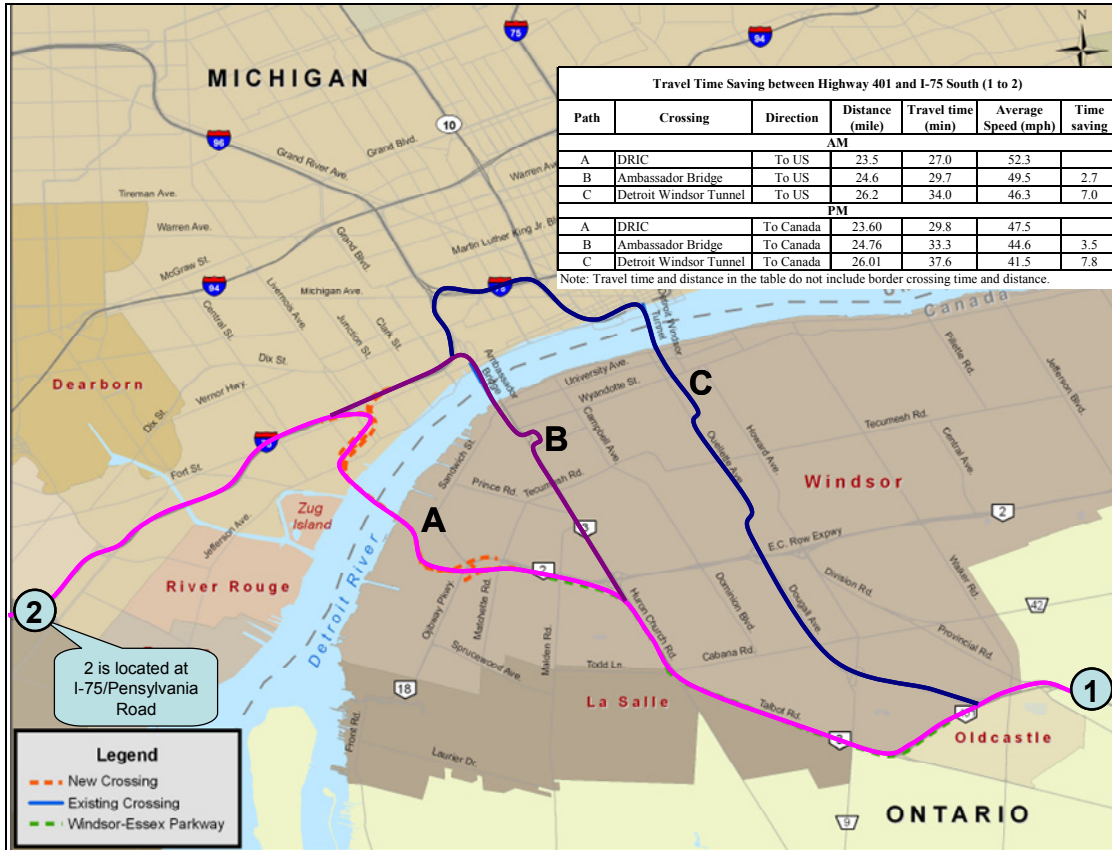 N
75
94
MICHIGAN
10
96
Grand Blvd.
Grand River Ave.
Warren Ave.
Tireman Ave.
Warren Ave.
Grand Blvd.
Martin Luther King Jr. Bl
McGraw St.
94
Livernois Ave.
Michigan Ave.
Central St.
Junction St.
Clark St.
Dix St.
Vernor Hwy.
Dix St.
Dearborn
Fort St.
Jefferson Ave.
Zug
Island
River Rouge
Detroit River
Ambassador
Bridge
Detroit Windsor
Tunnel
Canada
Travel Time Saving between Highway 401 and I-75 South (1 to 2)
Path Crossing Direction Distance (mile) Travel time (min) Average Speed (mph) Time saving
AM
A DRIC To US 23.5 27.0 52.3
B Ambassador Bridge To US 24.6 29.7 49.5 2.7
C Detroit Windsor Tunnel To US 26.2 34.0 46.3 7.0
PM
A DRIC To Canada 23.60 29.8 47.5
B Ambassador Bridge To Canada 24.76 33.3 44.6 3.5
C Detroit Windsor Tunnel To Canada 26.01 37.6 41.5 7.8
Note: Travel time and distance in the table do not include border crossing time and distance.
University Ave.
Wyandotte St.
Campbell Ave.
Sandwich St.
Prince Rd.
Tecumseh Rd.
Ouellette Ave.
Howard Ave.
Tecumesh Rd.
Pillette Rd.
Jefferson Blvd.
Central Ave.
Windsor
A
B
C
3
2
2
E.C. Row Expwy
Ojibway Pkwy.
Matchette Rd.
Malden Rd.
Huron Church Rd.
Dominion Blvd.
Dougall Ave.
Division Rd.
Walker Rd.
Provincial Rd.
42
Sprucewood Ave.
Todd Ln.
Cabana Rd.
18
La Salle
Talbot Rd.
3
Oldcastle
Front Rd.
Laurier Dr.
9
ONTARIO
1
2
2 is located at
I-75/Pensylvania
Road
Legend
New Crossing
Existing Crossing
Windsor-Essex Parkway